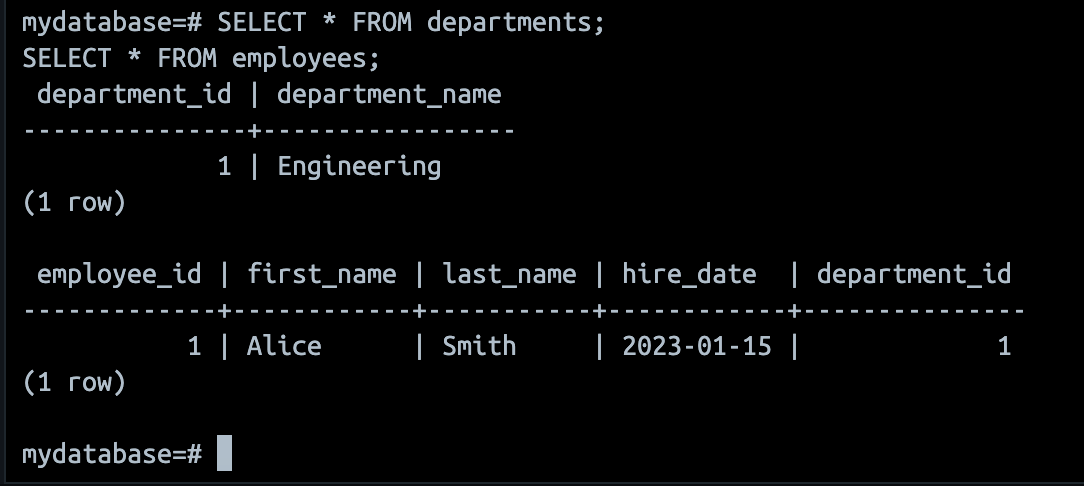 mydatabase=# SELECT * FROM departments;
SELECT * FROM employees;
 department_id | department_name
---------------+-----------------
             1 | Engineering
(1 row)

 employee_id | first_name | last_name | hire_date  | department_id
-------------+------------+-----------+------------+---------------
           1 | Alice      | Smith     | 2023-01-15 |             1
(1 row)

mydatabase=#